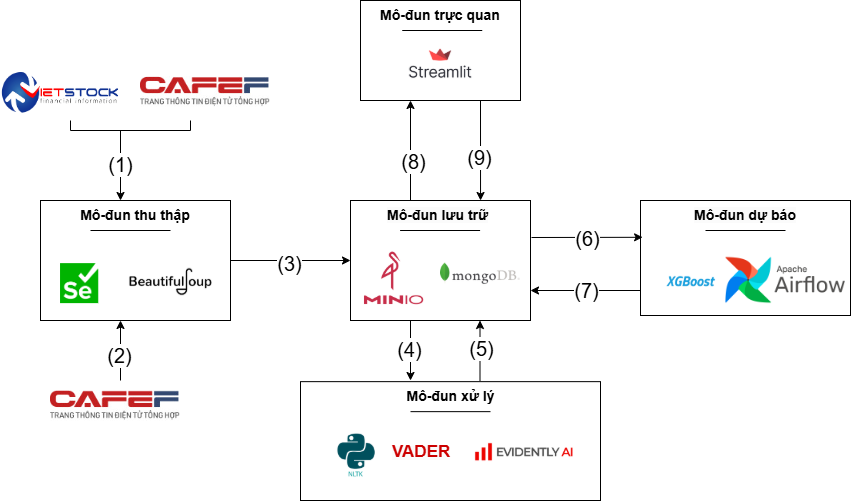 Mô-đun trực quan
Streamlit
IETSTOCK
financial information
CAFEF
TRANG THÔNG TIN ĐIỆN TỬ TỔNG HỢP
(1)
(8)
(9)
Mô-đun thu thập
Se
BeautifulSoup
(3)
Mô-đun lưu trữ
MINIO
mongoDB.
(6)
(7)
Mô-đun dự báo
XGBoost
Apache
Airflow
(2)
CAFEF
TRANG THÔNG TIN ĐIỆN TỬ TỔNG HỢP
(4)
(5)
Mô-đun xử lý
NLTK
VADER
EVIDENTLY AI